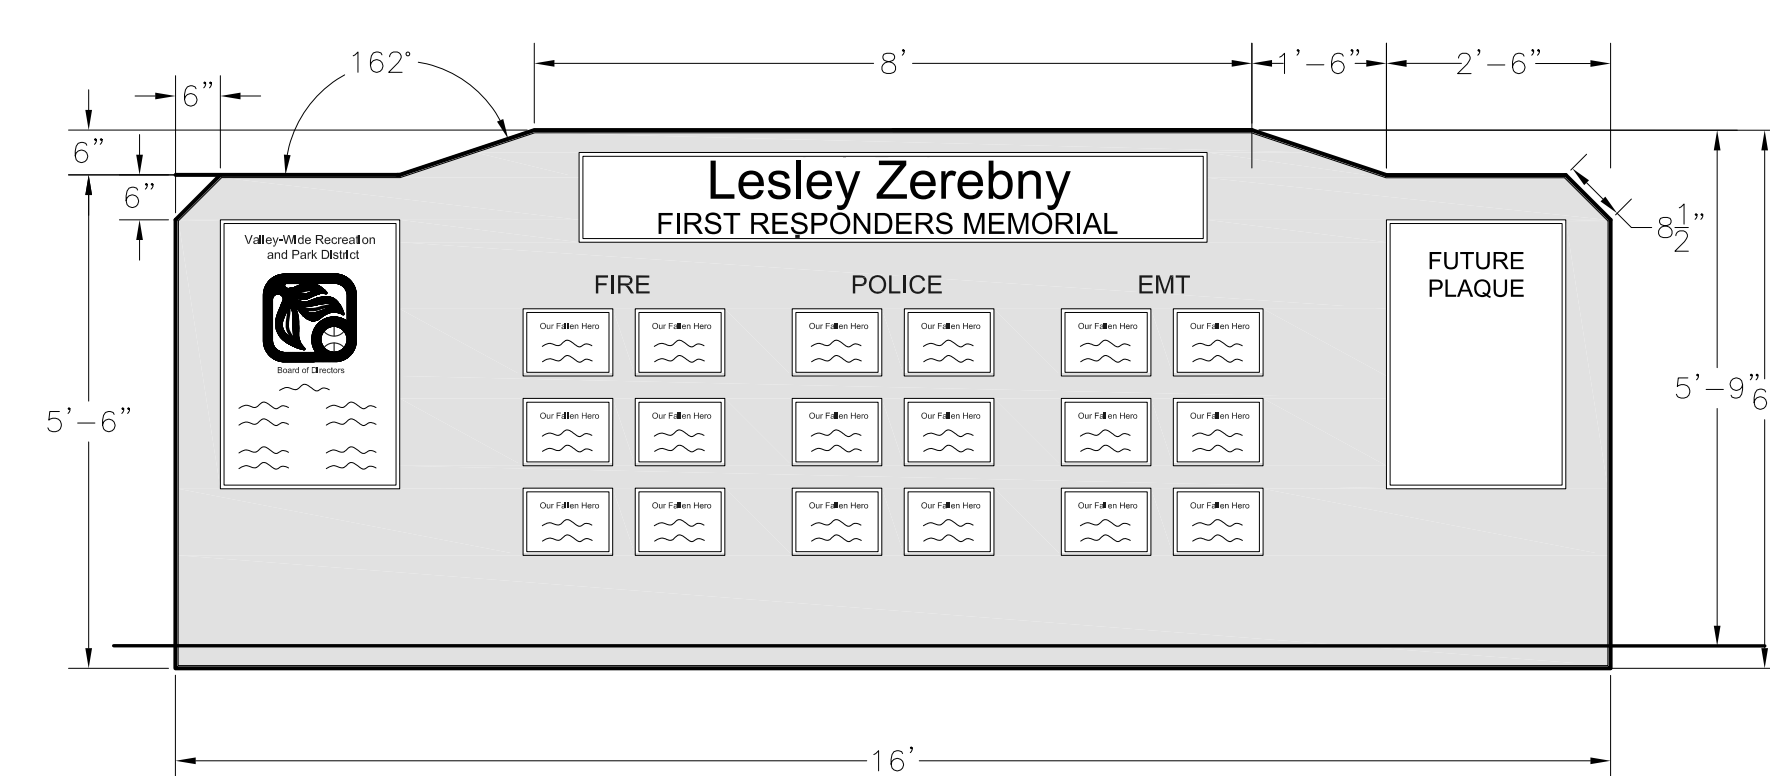 162°
8'
1'-6"
2'-6"
6"
6"
6"
8 1/2"
Lesley Zerebny
FIRST RESPONDERS MEMORIAL
Valley-Wide Recreation
and Park District
Board of Directors
FUTURE
PLAQUE
FIRE POLICE EMT
Our Fallen Hero Our Fallen Hero Our Fallen Hero Our Fallen Hero Our Fallen Hero Our Fallen Hero
Our Fallen Hero Our Fallen Hero Our Fallen Hero Our Fallen Hero Our Fallen Hero Our Fallen Hero
Our Fallen Hero Our Fallen Hero Our Fallen Hero Our Fallen Hero Our Fallen Hero Our Fallen Hero
5'-6"
5'-9"
6
16'